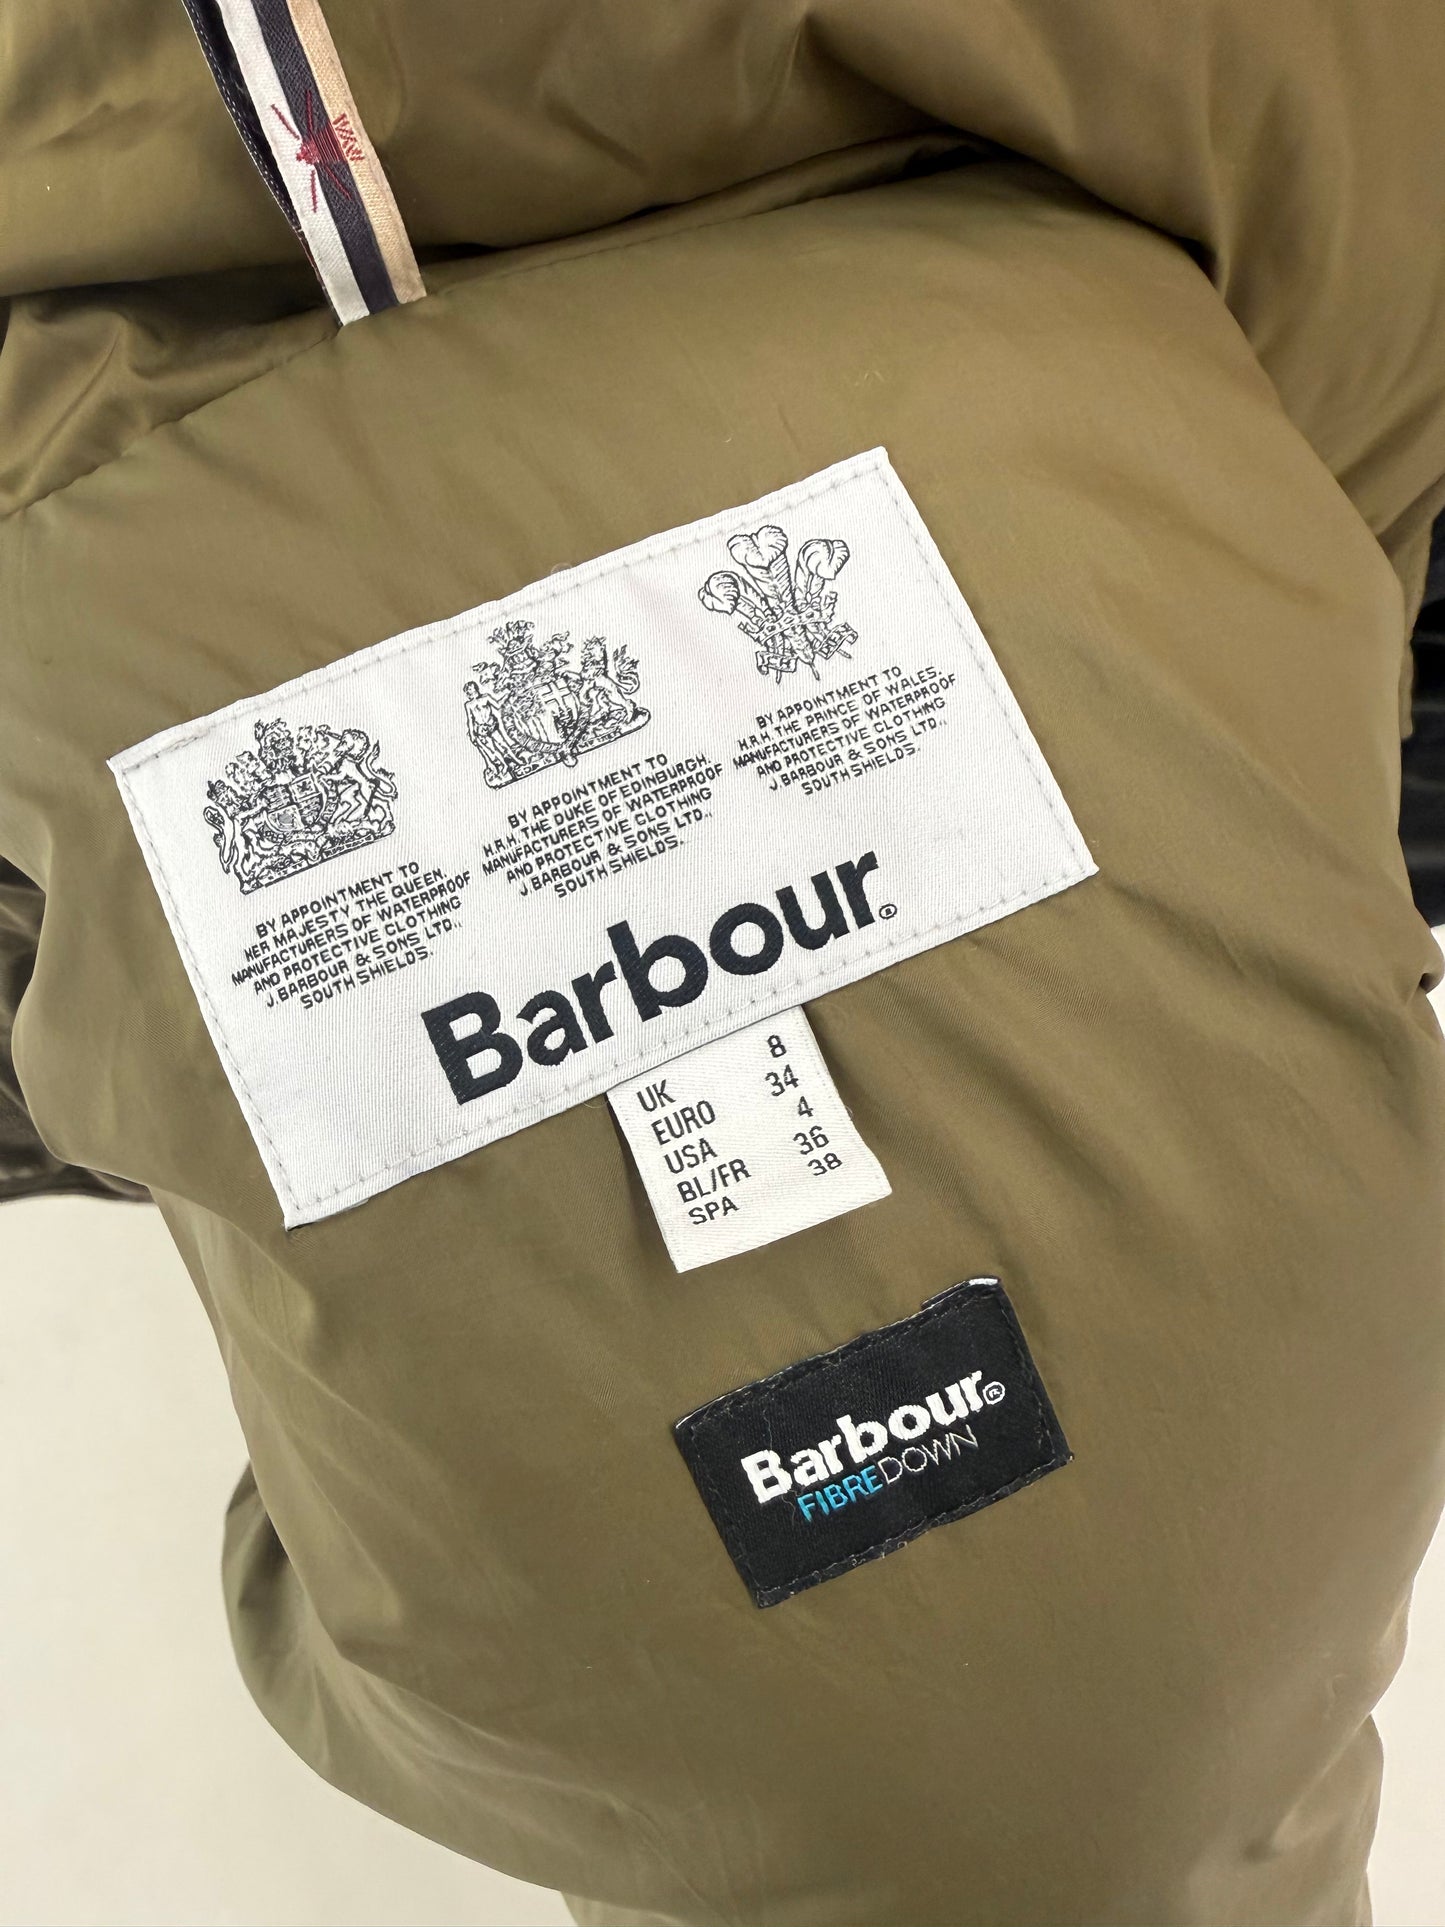 BY APPOINTMENT TO
HER MAJESTY THE QUEEN.
MANUFACTURERS OF WATERPROOF
AND PROTECTIVE CLOTHING
J. BARBOUR & SONS LTD.,
SOUTH SHIELDS.
BY APPOINTMENT TO
H.R.H. THE DUKE OF EDINBURGH.
MANUFACTURERS OF WATERPROOF
AND PROTECTIVE CLOTHING
J. BARBOUR & SONS LTD.,
SOUTH SHIELDS.
BY APPOINTMENT TO
H.R.H. THE PRINCE OF WALES.
MANUFACTURERS OF WATERPROOF
AND PROTECTIVE CLOTHING
J. BARBOUR & SONS LTD.,
SOUTH SHIELDS.
Barbour®
UK 8
EURO 34
USA 4
BL/FR 36
SPA 38
Barbour®
FIBREDOWN